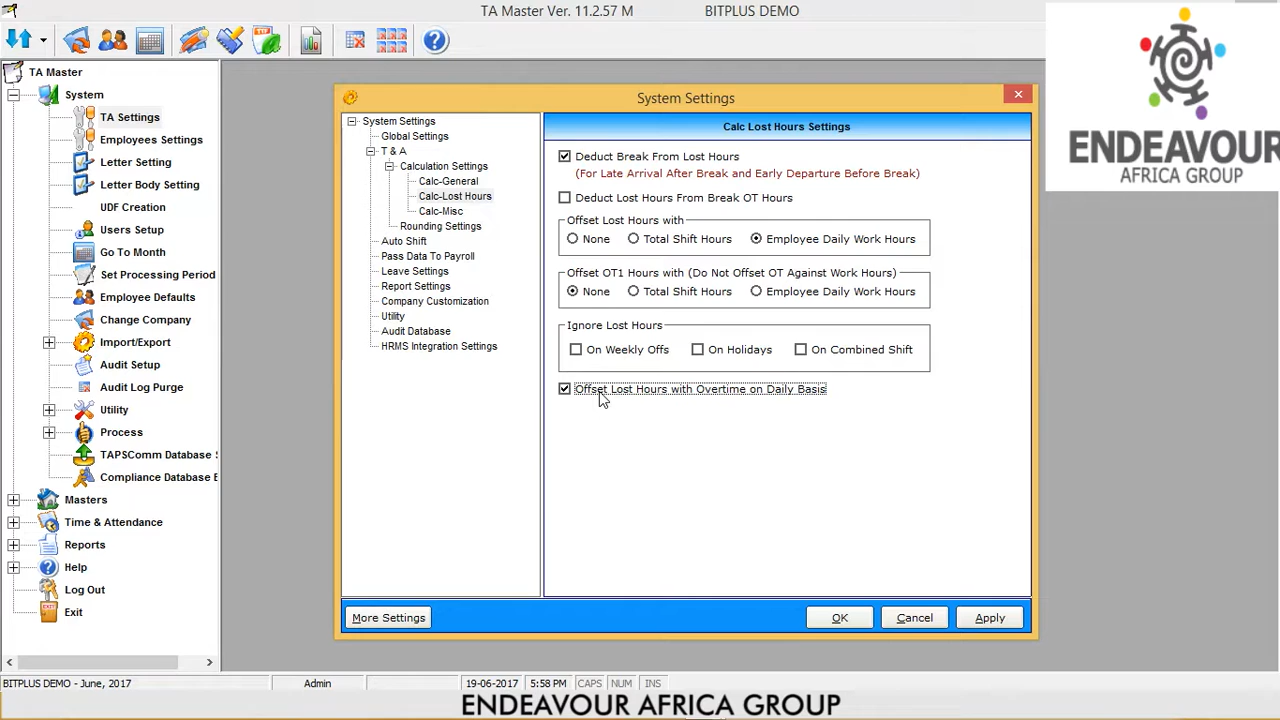 TA Master Ver. 11.2.57 M BITPLUS DEMO
ENDEAVOUR
AFRICA GROUP
TA Master
System
TA Settings
Employees Settings
Letter Setting
Letter Body Setting
UDF Creation
Users Setup
Go To Month
Set Processing Period
Employee Defaults
Change Company
Import/Export
Audit Setup
Audit Log Purge
Utility
Process
TAPSComm Database S
Compliance Database E
Masters
Time & Attendance
Reports
Help
Log Out
Exit
System Settings
System Settings
Global Settings
T & A
Calculation Settings
Calc-General
Calc-Lost Hours
Calc-Misc
Rounding Settings
Auto Shift
Pass Data To Payroll
Leave Settings
Report Settings
Company Customization
Utility
Audit Database
HRMS Integration Settings
Calc Lost Hours Settings
Deduct Break From Lost Hours
(For Late Arrival After Break and Early Departure Before Break)
Deduct Lost Hours From Break OT Hours
Offset Lost Hours with
None Total Shift Hours Employee Daily Work Hours
Offset OT1 Hours with (Do Not Offset OT Against Work Hours)
None Total Shift Hours Employee Daily Work Hours
Ignore Lost Hours
On Weekly Offs On Holidays On Combined Shift
Offset Lost Hours with Overtime on Daily Basis
More Settings OK Cancel Apply
BITPLUS DEMO - June, 2017 Admin 19-06-2017 5:58 PM CAPS NUM INS
ENDEAVOUR AFRICA GROUP